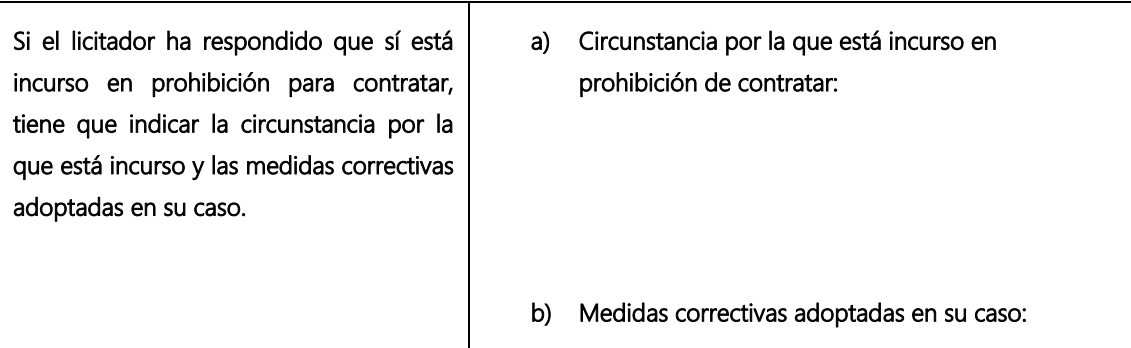 Si el licitador ha respondido que sí está
incurso en prohibición para contratar,
tiene que indicar la circunstancia por la
que está incurso y las medidas correctivas
adoptadas en su caso.
a) Circunstancia por la que está incurso en
prohibición de contratar:
b) Medidas correctivas adoptadas en su caso: